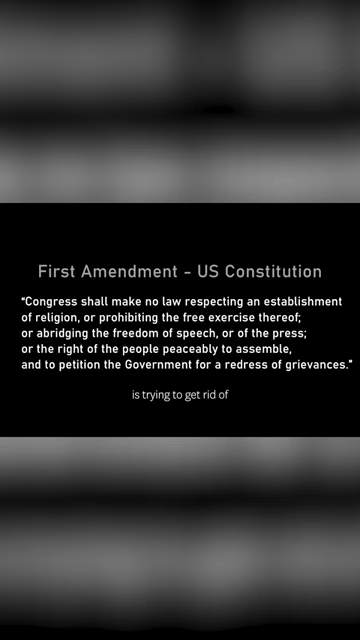 First Amendment - US Constitution
“Congress shall make no law respecting an establishment
of religion, or prohibiting the free exercise thereof;
or abridging the freedom of speech, or of the press;
or the right of the people peaceably to assemble,
and to petition the Government for a redress of grievances.”
is trying to get rid of